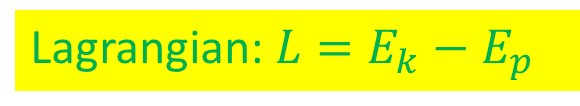 Lagrangian: $L = E_k - E_p$